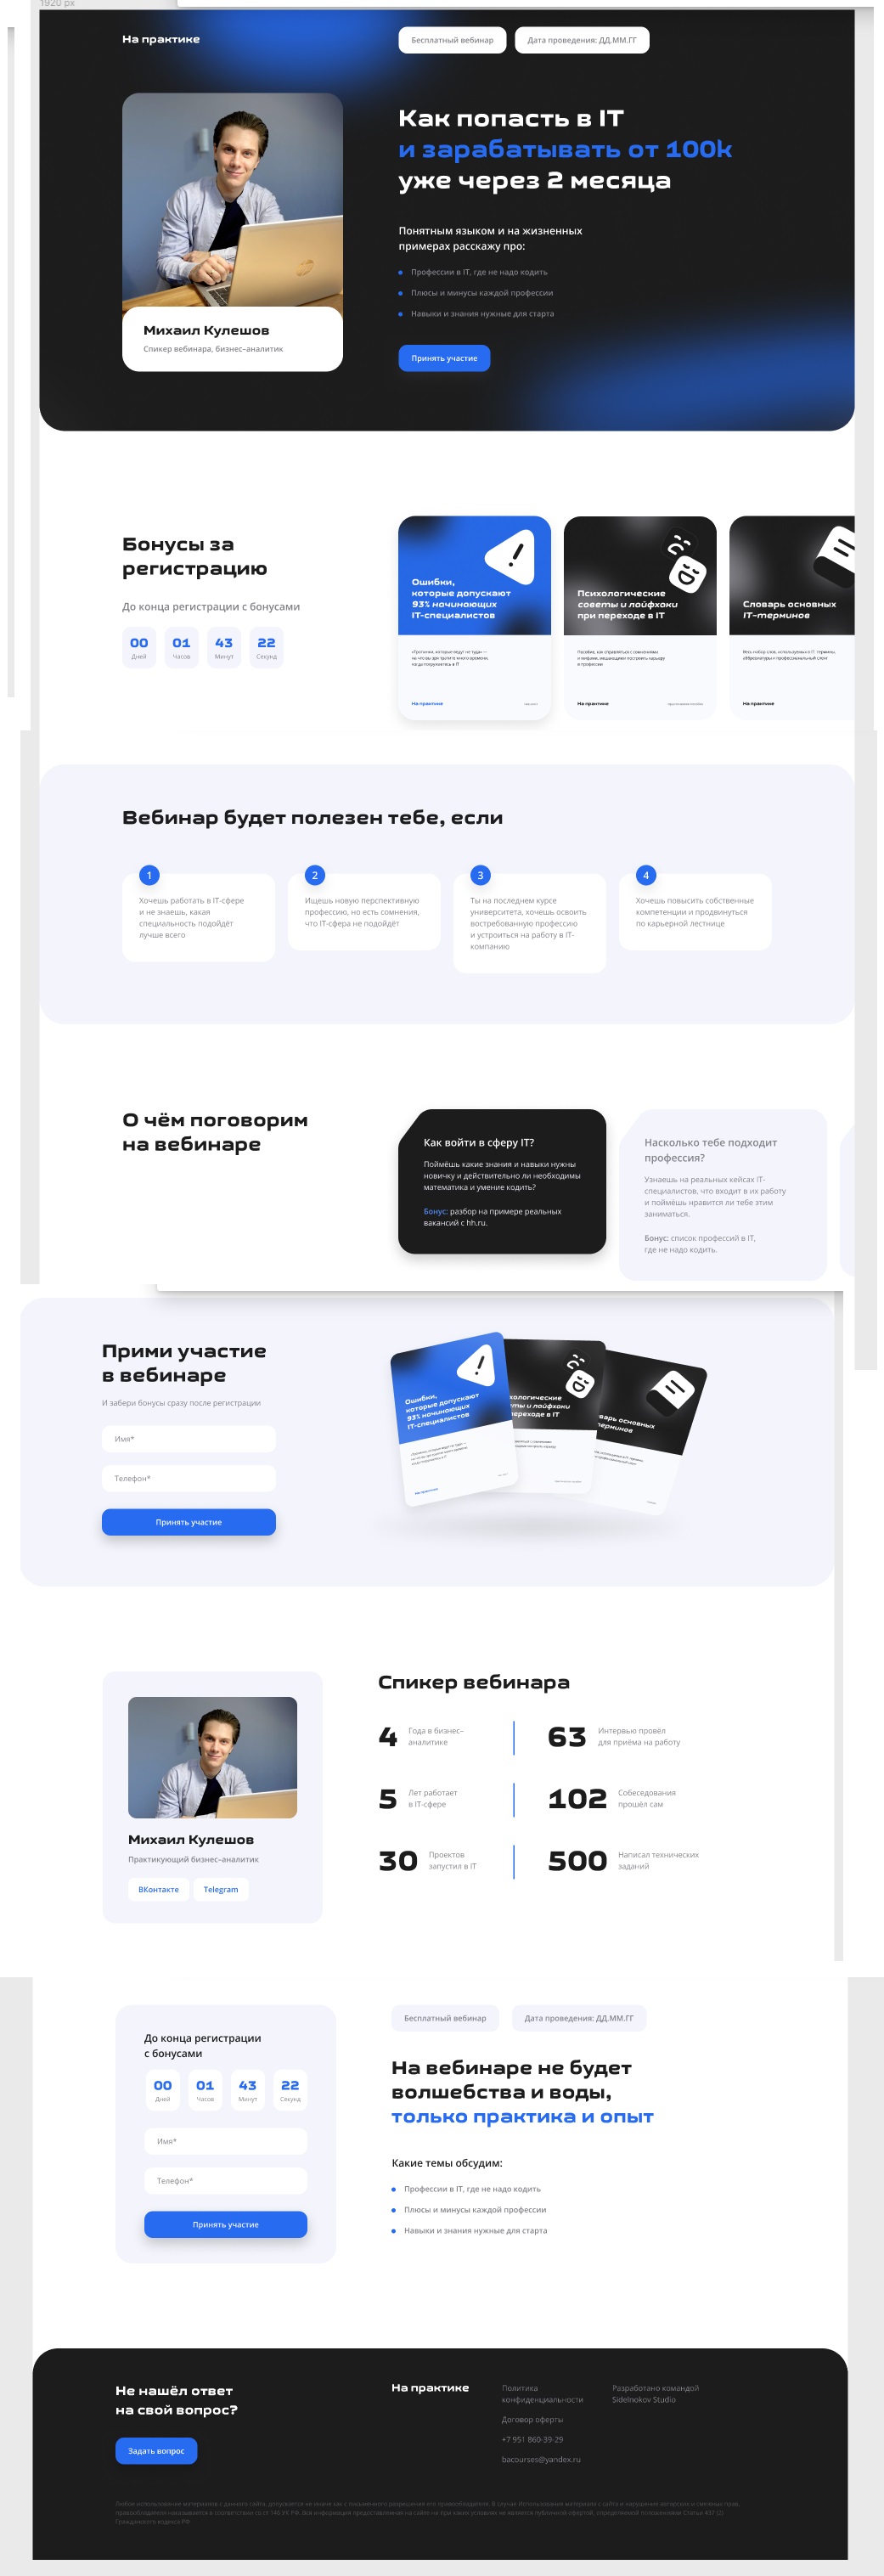 1920 px
На практике
Бесплатный вебинар
Дата проведения: ДД.ММ.ГГ
Как попасть в IT
и зарабатывать от 100k
уже через 2 месяца
Понятным языком и на жизненных
примерах расскажу про:
Профессии в IT, где не надо кодить
Плюсы и минусы каждой профессии
Навыки и знания нужные для старта
Принять участие
Михаил Кулешов
Спикер вебинара, бизнес-аналитик
Бонусы за
регистрацию
До конца регистрации с бонусами
00 01 43 22
Дней Часов Минут Секунд
Ошибки,
которые допускают
93% начинающих
IT-специалистов
На практике
Психологические
советы и лайфхаки
при переходе в IT
На практике
Словарь основных
IT-терминов
На практике
Вебинар будет полезен тебе, если
1
Хочешь работать в IT-сфере
и не знаешь, какая
специальность подойдёт
лучше всего
2
Ищешь новую перспективную
профессию, но есть сомнения,
что IT-сфера не подойдёт
3
Ты на последнем курсе
университета, хочешь освоить
востребованную профессию
и устроиться на работу в IT-
компанию
4
Хочешь повысить собственные
компетенции и продвинуться
по карьерной лестнице
О чём поговорим
на вебинаре
Как войти в сферу IT?
Поймёшь какие знания и навыки нужны
новичку и действительно ли необходимы
математика и умение кодить?
Бонус: разбор на примере реальных
вакансий с hh.ru.
Насколько тебе подходит
профессия?
Узнаешь на реальных кейсах IT-
специалистов, что входит в их работу
и поймёшь нравится ли тебе этим
заниматься.
Бонус: список профессий в IT,
где не надо кодить.
Прими участие
в вебинаре
И забери бонусы сразу после регистрации
Имя*
Телефон*
Принять участие
Ошибки,
которые допускают
93% начинающих
IT-специалистов
На практике
Спикер вебинара
Михаил Кулешов
Практикующий бизнес-аналитик
ВКонтакте
Telegram
4 Года в бизнес-
аналитике
63 Интервью провёл
для приёма на работу
5 Лет работает
в IT-сфере
102 Собеседования
прошёл сам
30 Проектов
запустил в IT
500 Написал технических
заданий
До конца регистрации
с бонусами
00 01 43 22
Дней Часов Минут Секунд
Имя*
Телефон*
Принять участие
Бесплатный вебинар
Дата проведения: ДД.ММ.ГГ
На вебинаре не будет
волшебства и воды,
только практика и опыт
Какие темы обсудим:
Профессии в IT, где не надо кодить
Плюсы и минусы каждой профессии
Навыки и знания нужные для старта
Не нашёл ответ
на свой вопрос?
Задать вопрос
На практике
Политика
конфиденциальности
Договор оферты
+7 951 860-39-29
bacourses@yandex.ru
Разработано командой
Sidelnokov Studio